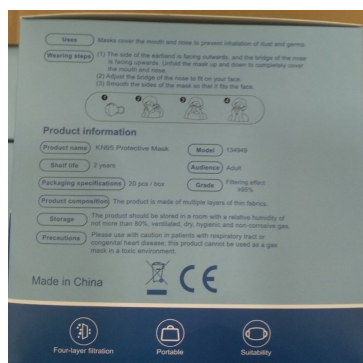 Uses Masks cover the mouth and nose to prevent inhalation of dust and germs.
Wearing steps (1) The side of the earband is facing outwards, and the bridge of the nose
is facing upwards. Unfold the mask up and down to completely cover
the mouth and nose.
(2) Adjust the bridge of the nose to fit on your face.
(3) Smooth the sides of the mask so that it fits the face.
1 2 3 4
Product information
Product name KN95 Protective Mask Model
Shelf life 2 years Audience Adult
Packaging specifications 20 pcs / box Grade Filtering effect
≥95%
Product composition The product is made of multiple layers of thin fabrics.
Storage The product should be stored in a room with a relative humidity of
not more than 80%, ventilated, dry, hygienic and non-corrosive gas.
Precautions Please use with caution in patients with respiratory tract or
congenital heart disease; this product cannot be used as a gas
mask in a toxic environment.
Made in China CE
Four-layer filtration Portable Suitability